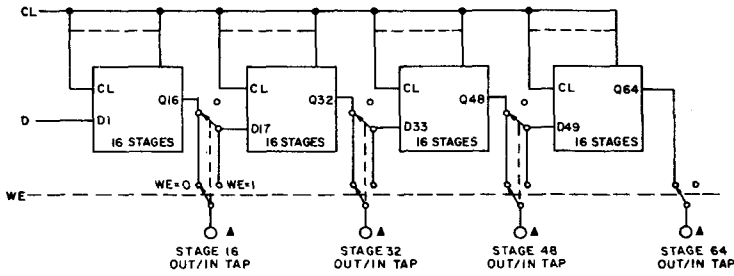 CL
CL
CL
CL
CL
Q16
Q32
Q48
Q64
D
D1
D17
D33
D49
16 STAGES
16 STAGES
16 STAGES
16 STAGES
WE=0
WE=1
WE
STAGE 16
OUT/IN TAP
STAGE 32
OUT/IN TAP
STAGE 48
OUT/IN TAP
STAGE 64
OUT/IN TAP